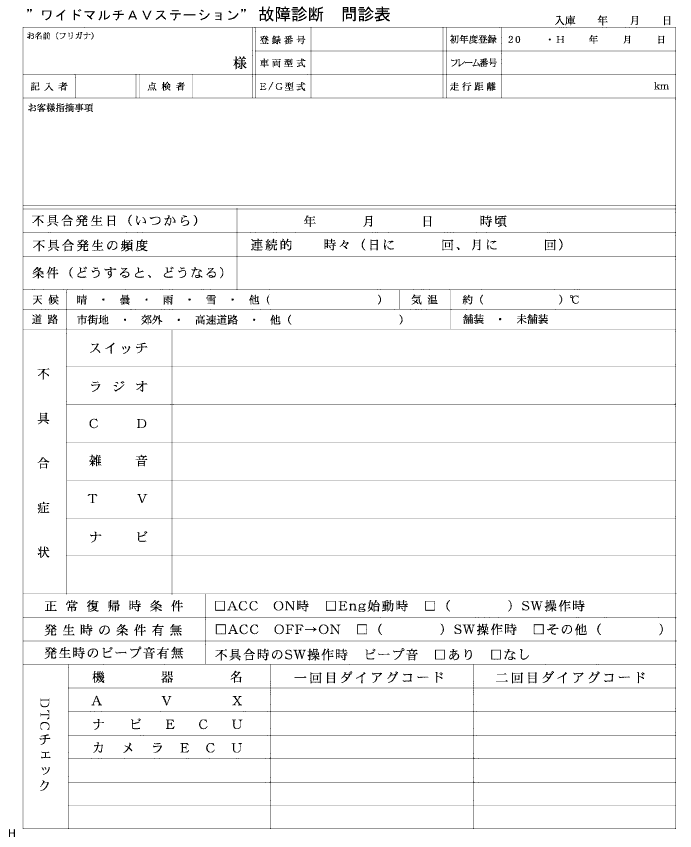 ”ワイドマルチAVステーション” 故障診断 問診表
入庫 年 月 日
お名前（フリガナ） 登録番号 初年度登録 20 ・H 年 月 日
様 車両型式 フレーム番号
記入者 点検者 E/G型式 走行距離 km
お客様指摘事項
不具合発生日（いつから） 年 月 日 時頃
不具合発生の頻度 連続的 時々（日に 回、月に 回）
条件（どうすると、どうなる）
天候 晴 ・ 曇 ・ 雨 ・ 雪 ・ 他（ ） 気温 約（ ）℃
道路 市街地 ・ 郊外 ・ 高速道路 ・ 他（ ） 舗装 ・ 未舗装
不具合症状
スイッチ
ラジオ
CD
雑音
TV
ナビ
正常復帰時条件 □ACC ON時 □Eng始動時 □（ ）SW操作時
発生時の条件有無 □ACC OFF→ON □（ ）SW操作時 □その他（ ）
発生時のビープ音有無 不具合時のSW操作時 ビープ音 □あり □なし
DTCチェック
機器名 一回目ダイアグコード 二回目ダイアグコード
AVX
ナビECU
カメラECU
H